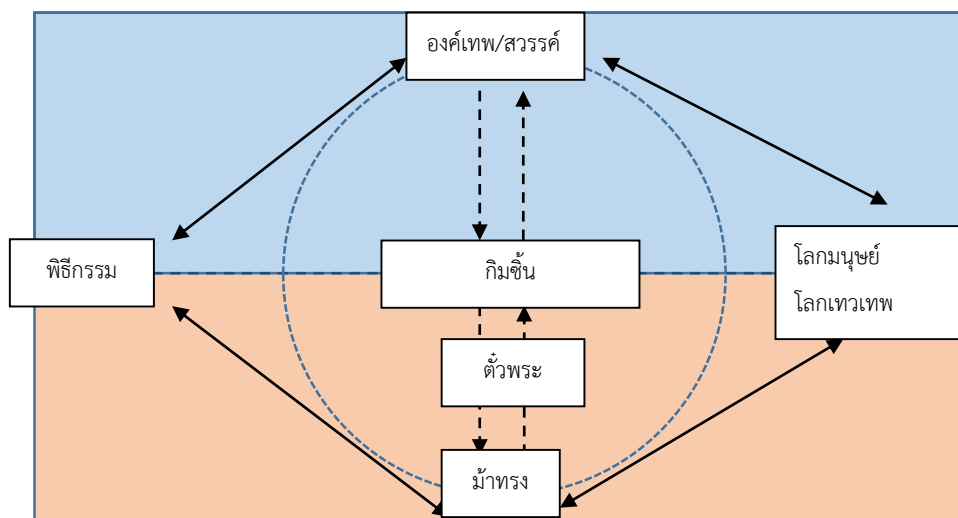 องค์เทพ/สวรรค์
พิธีกรรม
กิมซิ้น
โลกมนุษย์
โลกเทวเทพ
ตั๋วพระ
ม้าทรง